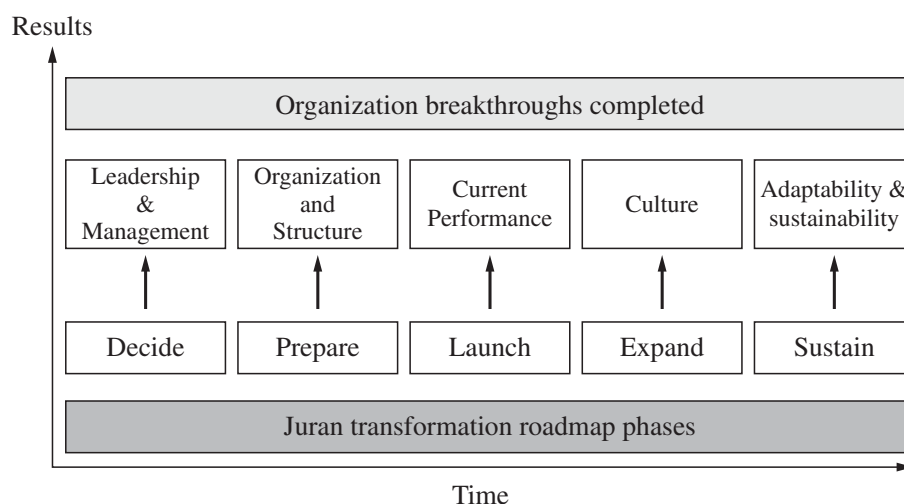 Results
Organization breakthroughs completed
Leadership
&
Management
Organization
and
Structure
Current
Performance
Culture
Adaptability &
sustainability
Decide
Prepare
Launch
Expand
Sustain
Juran transformation roadmap phases
Time